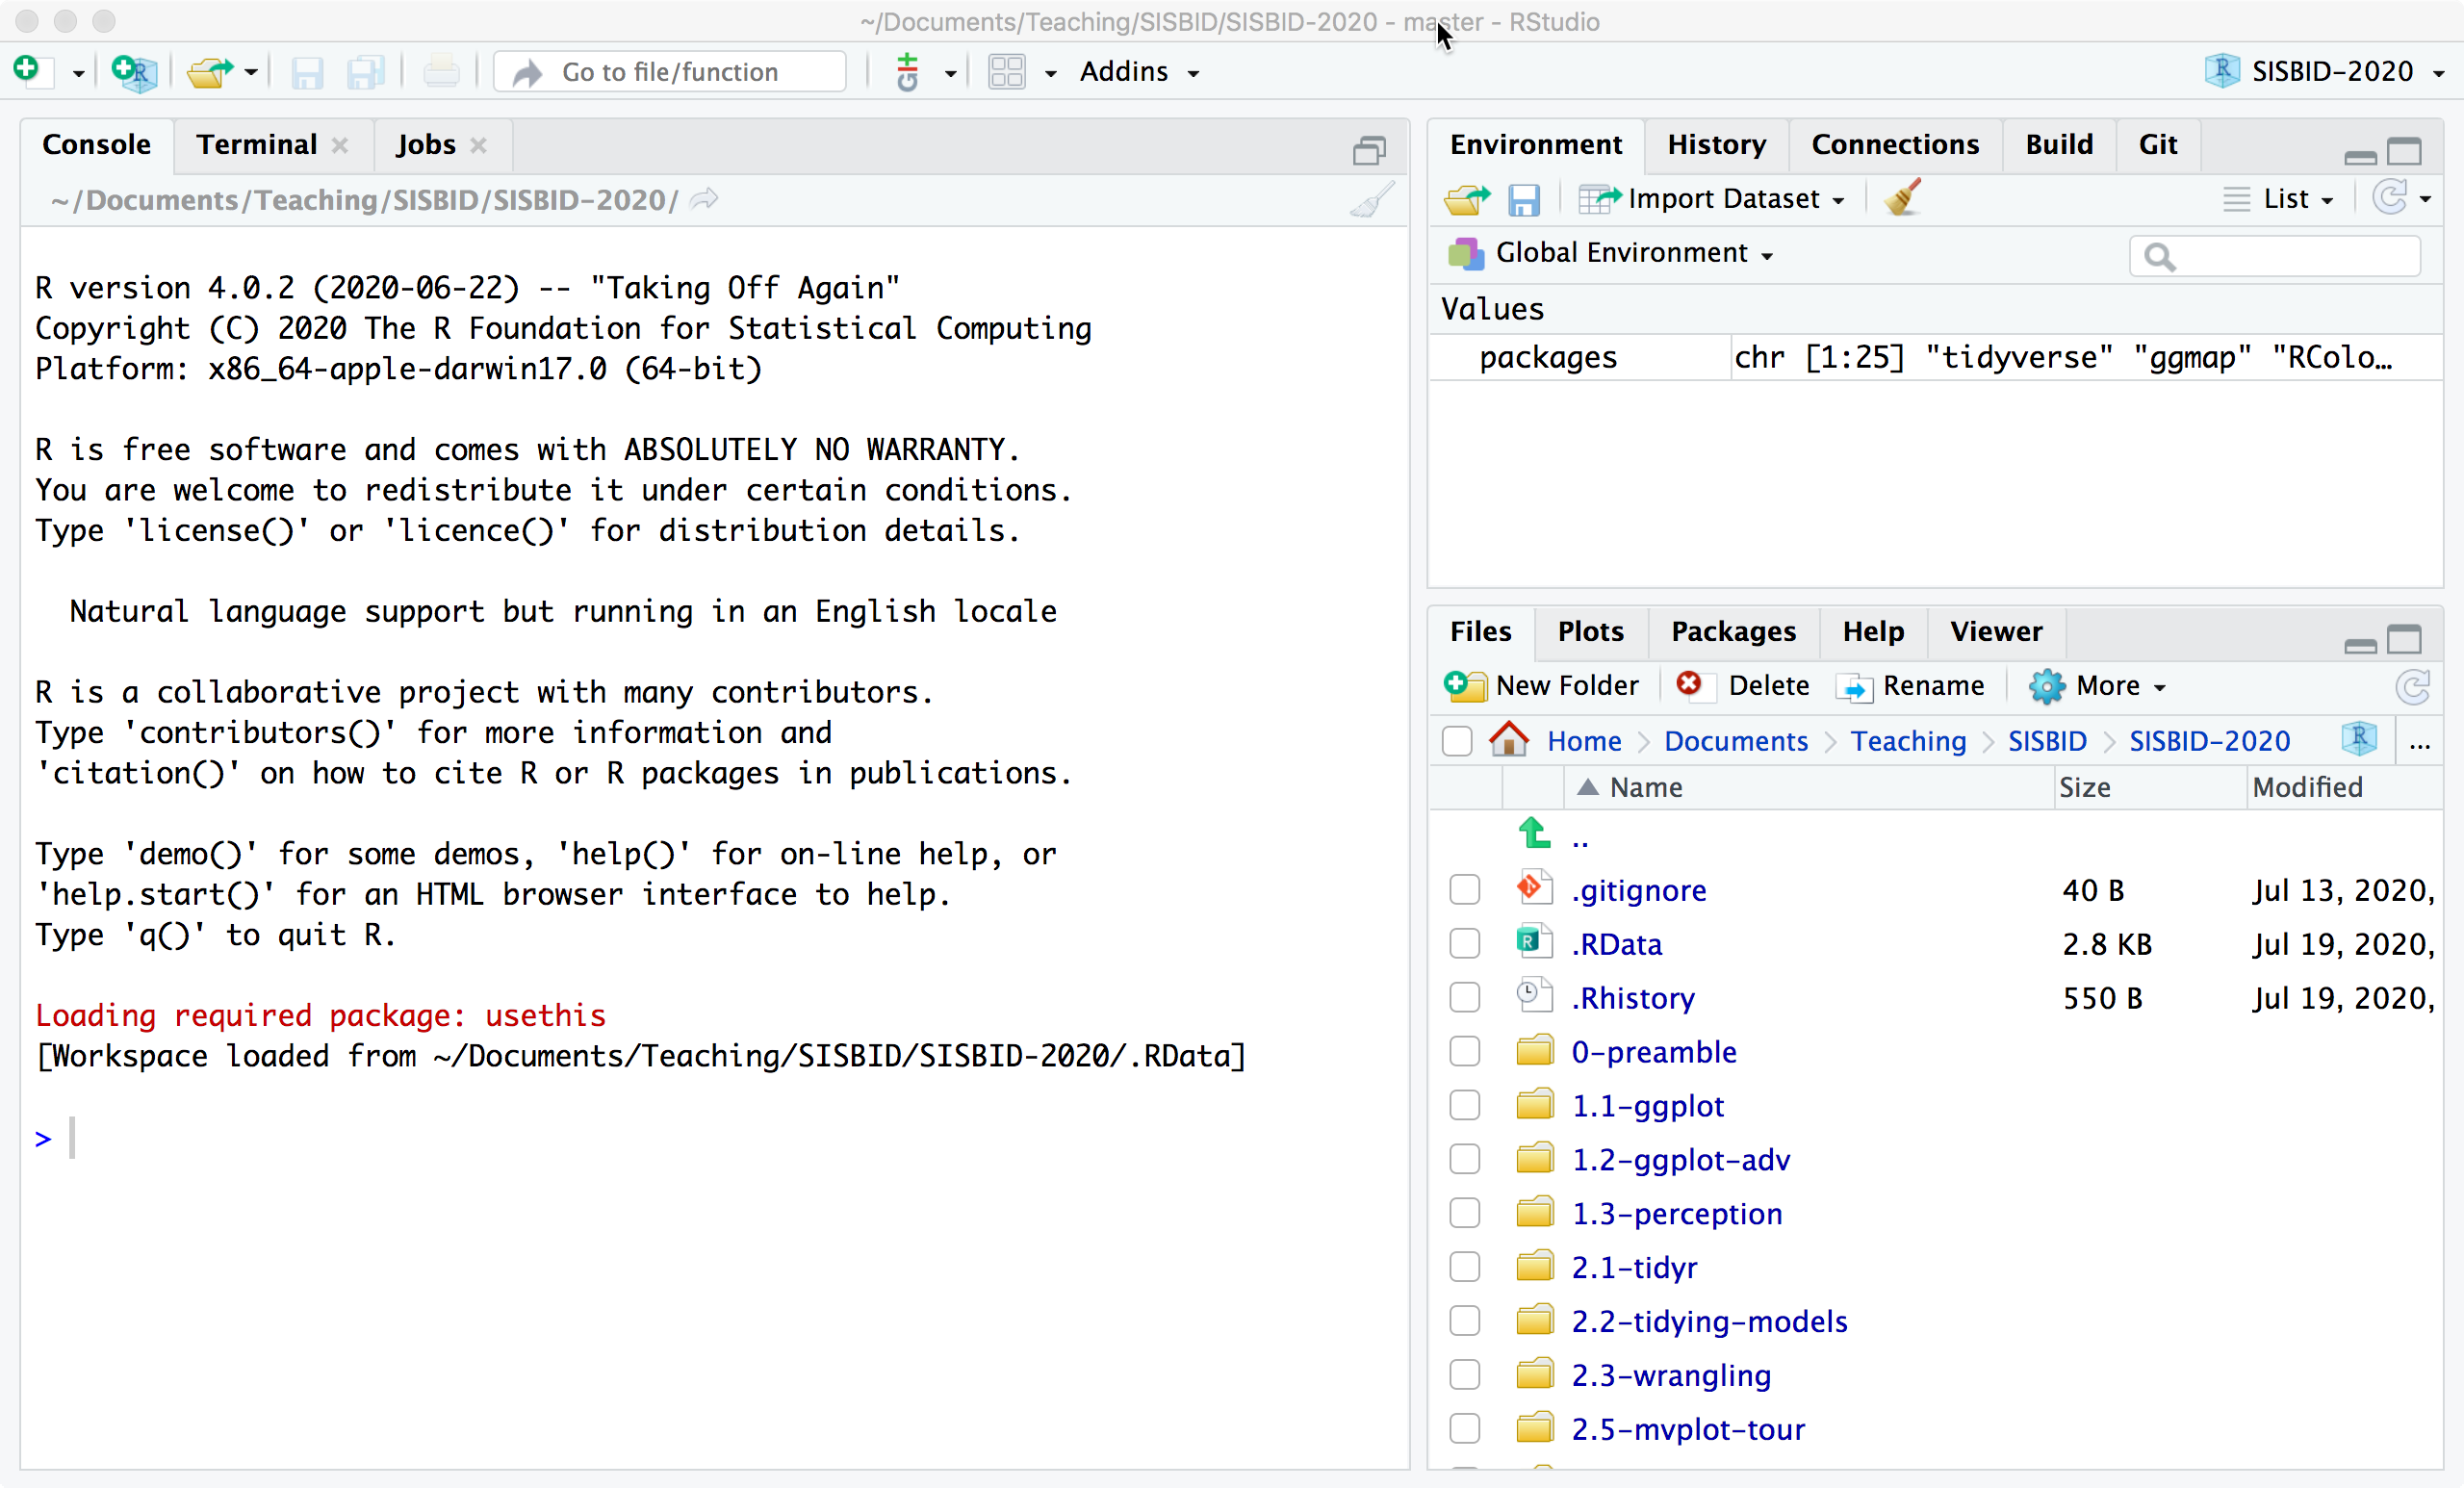 ~/Documents/Teaching/SISBID/SISBID-2020 - master - RStudio
Go to file/function
Addins
SISBID-2020
Console Terminal Jobs
~/Documents/Teaching/SISBID/SISBID-2020/
R version 4.0.2 (2020-06-22) -- "Taking Off Again"
Copyright (C) 2020 The R Foundation for Statistical Computing
Platform: x86_64-apple-darwin17.0 (64-bit)
R is free software and comes with ABSOLUTELY NO WARRANTY.
You are welcome to redistribute it under certain conditions.
Type 'license()' or 'licence()' for distribution details.
Natural language support but running in an English locale
R is a collaborative project with many contributors.
Type 'contributors()' for more information and
'citation()' on how to cite R or R packages in publications.
Type 'demo()' for some demos, 'help()' for on-line help, or
'help.start()' for an HTML browser interface to help.
Type 'q()' to quit R.
Loading required package: usethis
[Workspace loaded from ~/Documents/Teaching/SISBID/SISBID-2020/.RData]
>
Environment History Connections Build Git
Import Dataset List
Global Environment
Values
packages chr [1:25] "tidyverse" "ggmap" "RColo…
Files Plots Packages Help Viewer
New Folder Delete Rename More
Home > Documents > Teaching > SISBID > SISBID-2020 ...
Name Size Modified
..
.gitignore 40 B Jul 13, 2020,
.RData 2.8 KB Jul 19, 2020,
.Rhistory 550 B Jul 19, 2020,
0-preamble
1.1-ggplot
1.2-ggplot-adv
1.3-perception
2.1-tidyr
2.2-tidying-models
2.3-wrangling
2.5-mvplot-tour